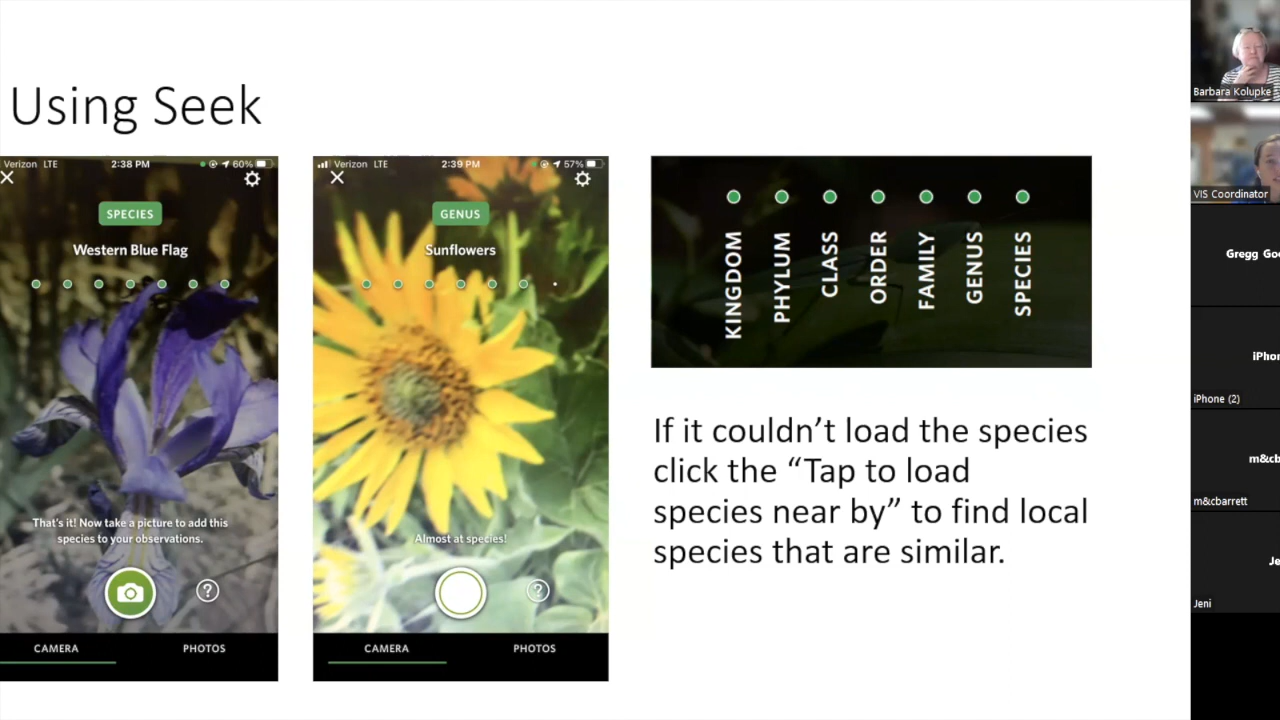 Using Seek
Verizon LTE 2:38 PM 60%
SPECIES
Western Blue Flag
That's it! Now take a picture to add this
species to your observations.
?
CAMERA PHOTOS
Verizon LTE 2:39 PM 57%
GENUS
Sunflowers
Almost at species!
?
CAMERA PHOTOS
KINGDOM
PHYLUM
CLASS
ORDER
FAMILY
GENUS
SPECIES
If it couldn’t load the species
click the “Tap to load
species near by” to find local
species that are similar.
Barbara Kolupke
VIS Coordinator
Gregg
iPhone (2)
m&cbarrett
Jeni